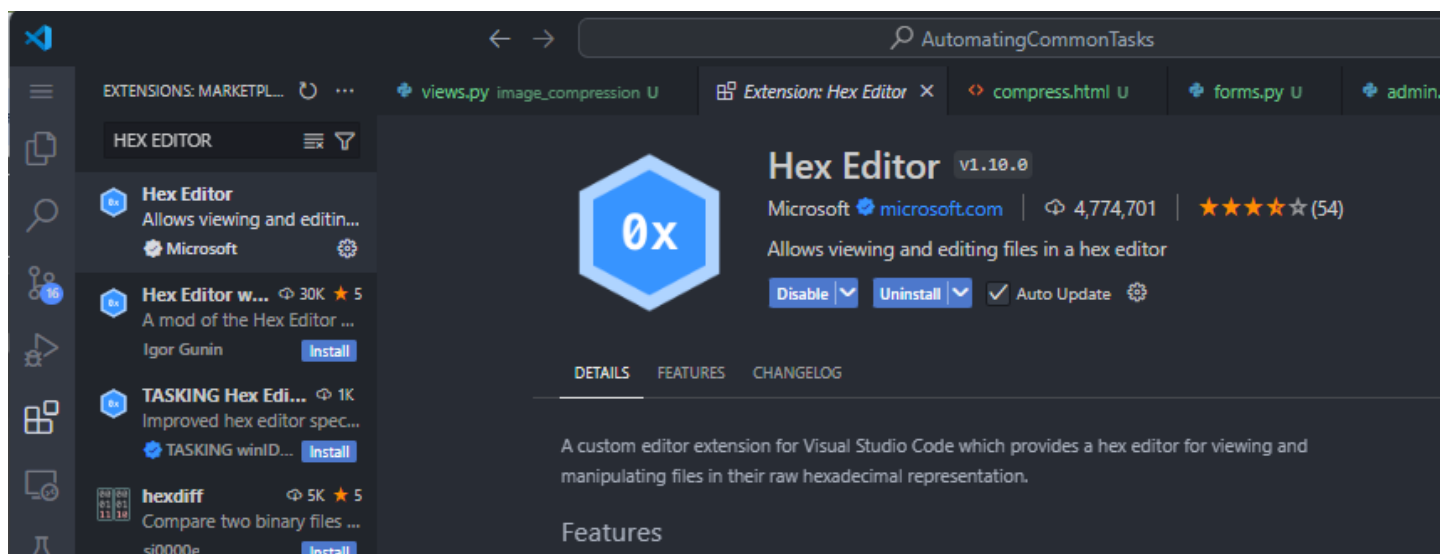 AutomatingCommonTasks
EXTENSIONS: MARKETPL...
views.py image_compression U
Extension: Hex Editor
compress.html U
forms.py U
admin.
HEX EDITOR
Hex Editor
Allows viewing and editin...
Microsoft
Hex Editor w... 30K ★ 5
A mod of the Hex Editor ...
Igor Gunin Install
TASKING Hex Edi... 1K
Improved hex editor spec...
TASKING winID... Install
hexdiff 5K ★ 5
Compare two binary files ...
si0000e Install
16
0x
Hex Editor v1.10.0
Microsoft microsoft.com | 4,774,701 | ★★★★☆ (54)
Allows viewing and editing files in a hex editor
Disable Uninstall Auto Update
DETAILS FEATURES CHANGELOG
A custom editor extension for Visual Studio Code which provides a hex editor for viewing and
manipulating files in their raw hexadecimal representation.
Features